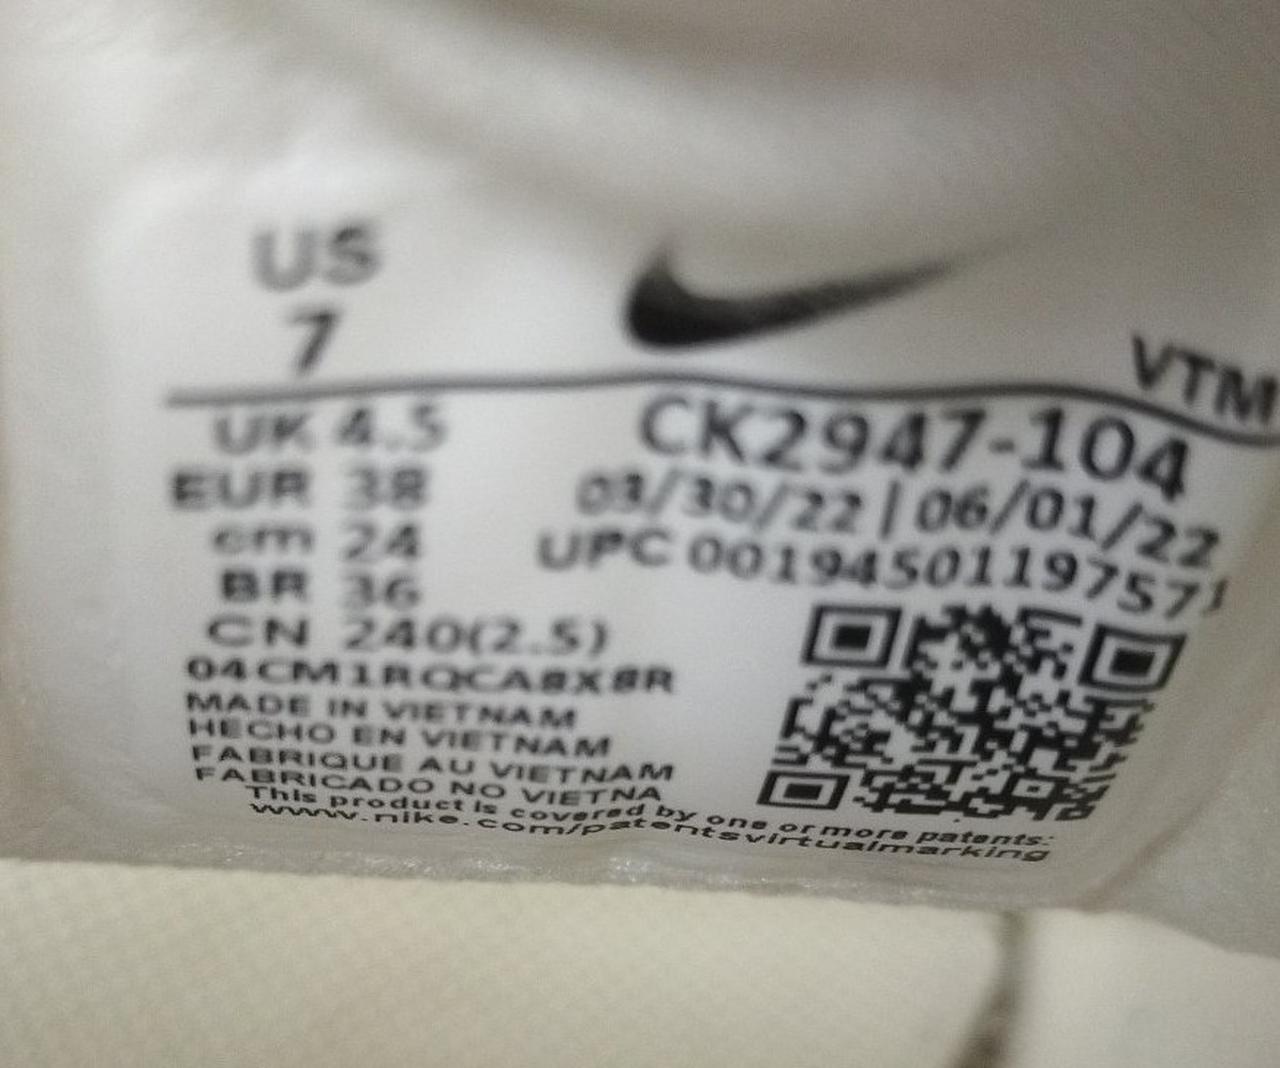 US
7
VTM
UK 4.5
EUR 38
cm 24
BR 36
CN 240(2.5)
CK2947-104
03/30/22 | 06/01/22
UPC 00194501197571
04CM1RQCA8X8R
MADE IN VIETNAM
HECHO EN VIETNAM
FABRIQUE AU VIETNAM
FABRICADO NO VIETNA
This product is covered by one or more patents:
www.nike.com/patentsvirtualmarking